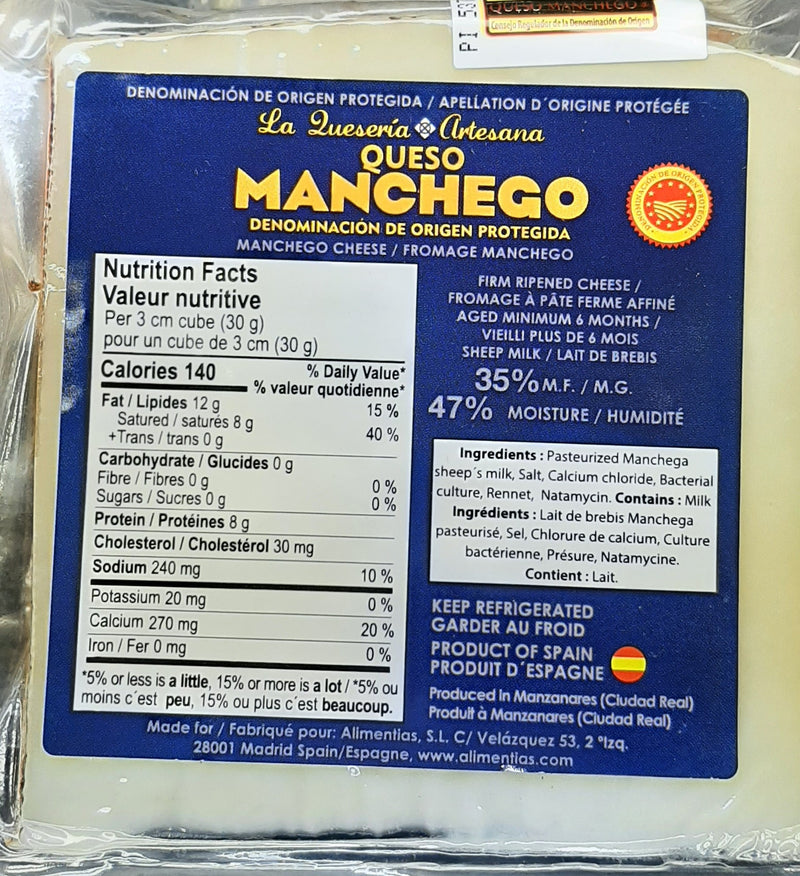 PI 537
QUESO MANCHEGO
Consejo Regulador de la Denominación de Origen
DENOMINACIÓN DE ORIGEN PROTEGIDA / APELLATION D´ORIGINE PROTÉGÉE
La Quesería Artesana
QUESO
MANCHEGO
DENOMINACIÓN DE ORIGEN PROTEGIDA
MANCHEGO CHEESE / FROMAGE MANCHEGO
DENOMINACIÓN DE ORIGEN PROTEGIDA
Nutrition Facts
Valeur nutritive
Per 3 cm cube (30 g)
pour un cube de 3 cm (30 g)
Calories 140
% Daily Value*
% valeur quotidienne*
Fat / Lipides 12 g 15 %
Satured / saturés 8 g
+Trans / trans 0 g 40 %
Carbohydrate / Glucides 0 g
Fibre / Fibres 0 g 0 %
Sugars / Sucres 0 g 0 %
Protein / Protéines 8 g
Cholesterol / Cholestérol 30 mg
Sodium 240 mg 10 %
Potassium 20 mg 0 %
Calcium 270 mg 20 %
Iron / Fer 0 mg 0 %
*5% or less is a little, 15% or more is a lot / *5% ou
moins c´est peu, 15% ou plus c´est beaucoup.
FIRM RIPENED CHEESE /
FROMAGE À PÂTE FERME AFFINÉ
AGED MINIMUM 6 MONTHS /
VIEILLI PLUS DE 6 MOIS
SHEEP MILK / LAIT DE BREBIS
35% M.F. / M.G.
47% MOISTURE / HUMIDITÉ
Ingredients : Pasteurized Manchega
sheep´s milk, Salt, Calcium chloride, Bacterial
culture, Rennet, Natamycin. Contains : Milk
Ingrédients : Lait de brebis Manchega
pasteurisé, Sel, Chlorure de calcium, Culture
bactérienne, Présure, Natamycine.
Contient : Lait.
KEEP REFRÌGERATED
GARDER AU FROID
PRODUCT OF SPAIN
PRODUIT D´ESPAGNE
Produced in Manzanares (Ciudad Real)
Produit à Manzanares (Ciudad Real)
Made for / Fabriqué pour: Alimentias, S.L. C/ Velázquez 53, 2 ºIzq.
28001 Madrid Spain/Espagne, www.alimentias.com